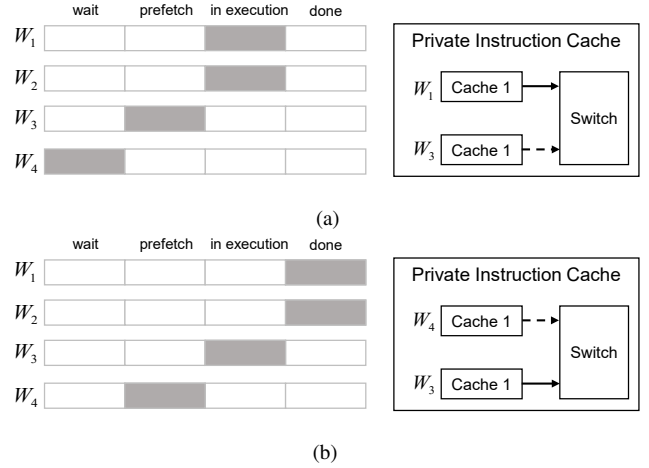 wait prefetch in execution done
W1
W2
W3
W4
Private Instruction Cache
W1 Cache 1
W3 Cache 1
Switch
(a)
wait prefetch in execution done
W1
W2
W3
W4
Private Instruction Cache
W4 Cache 1
W3 Cache 1
Switch
(b)